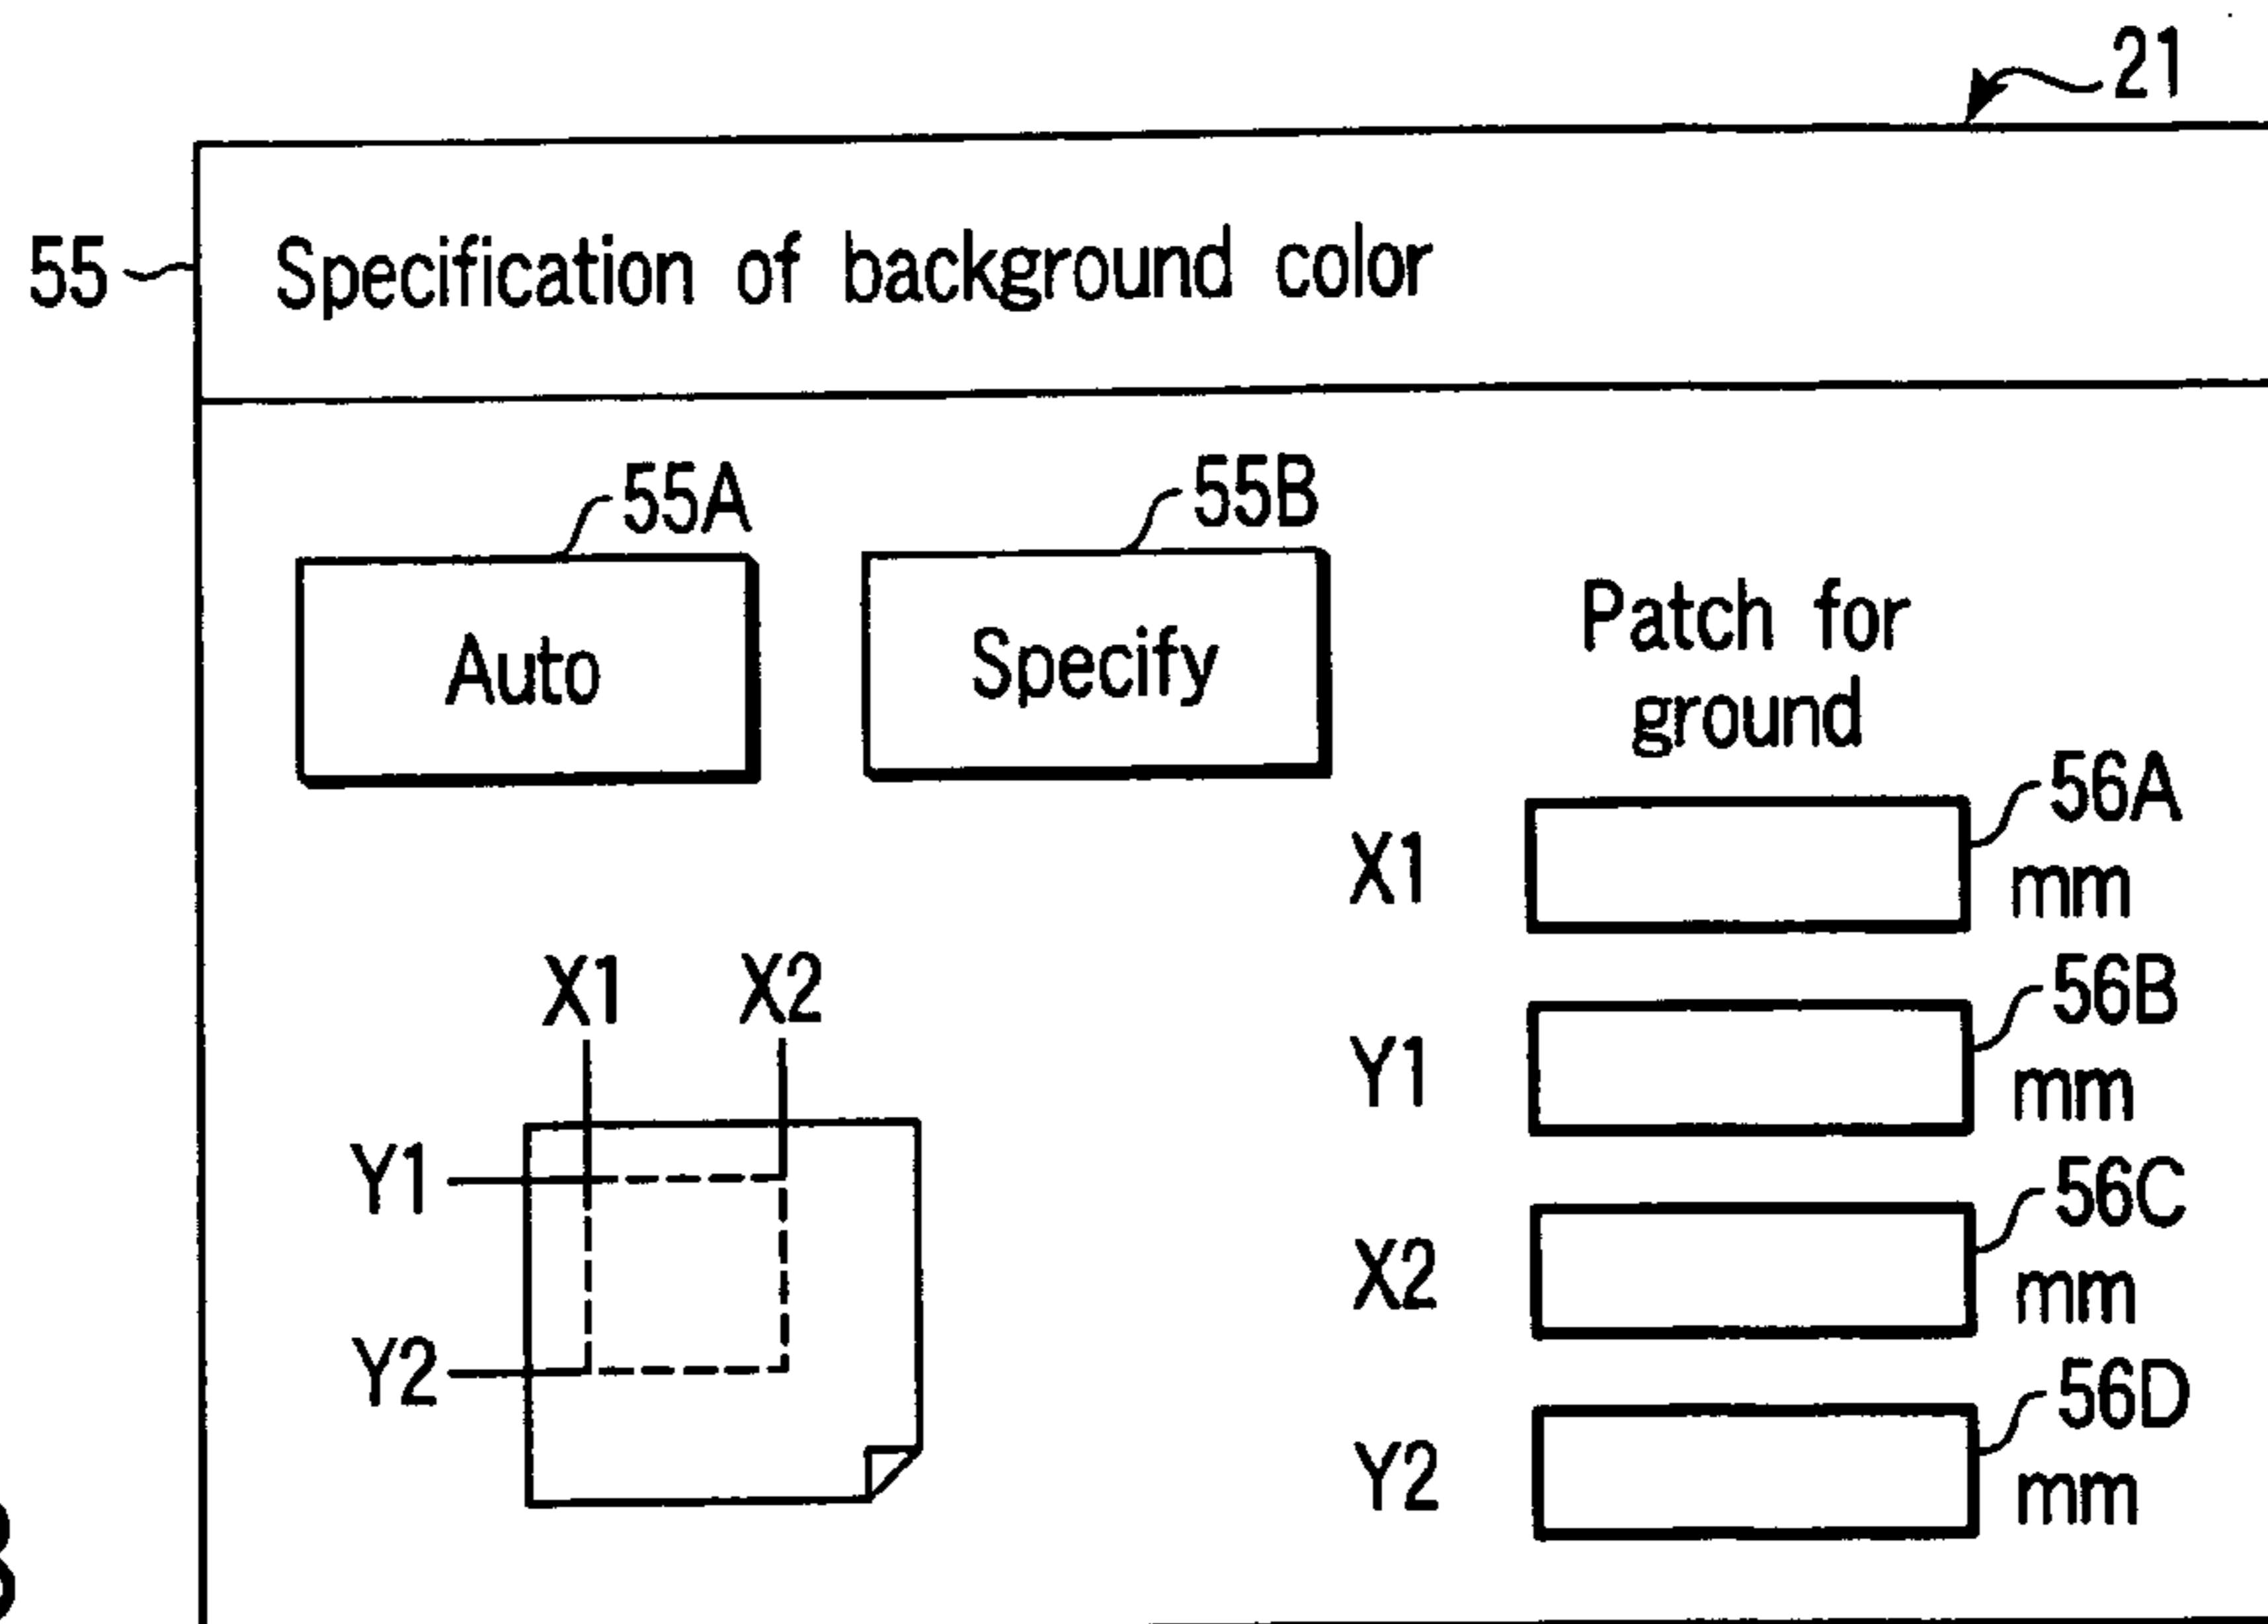 21
55
Specification of background color
55A
55B
Auto
Specify
Patch for
ground
56A
X1
mm
56B
Y1
mm
56C
X2
mm
56D
Y2
mm
X1 X2
Y1
Y2